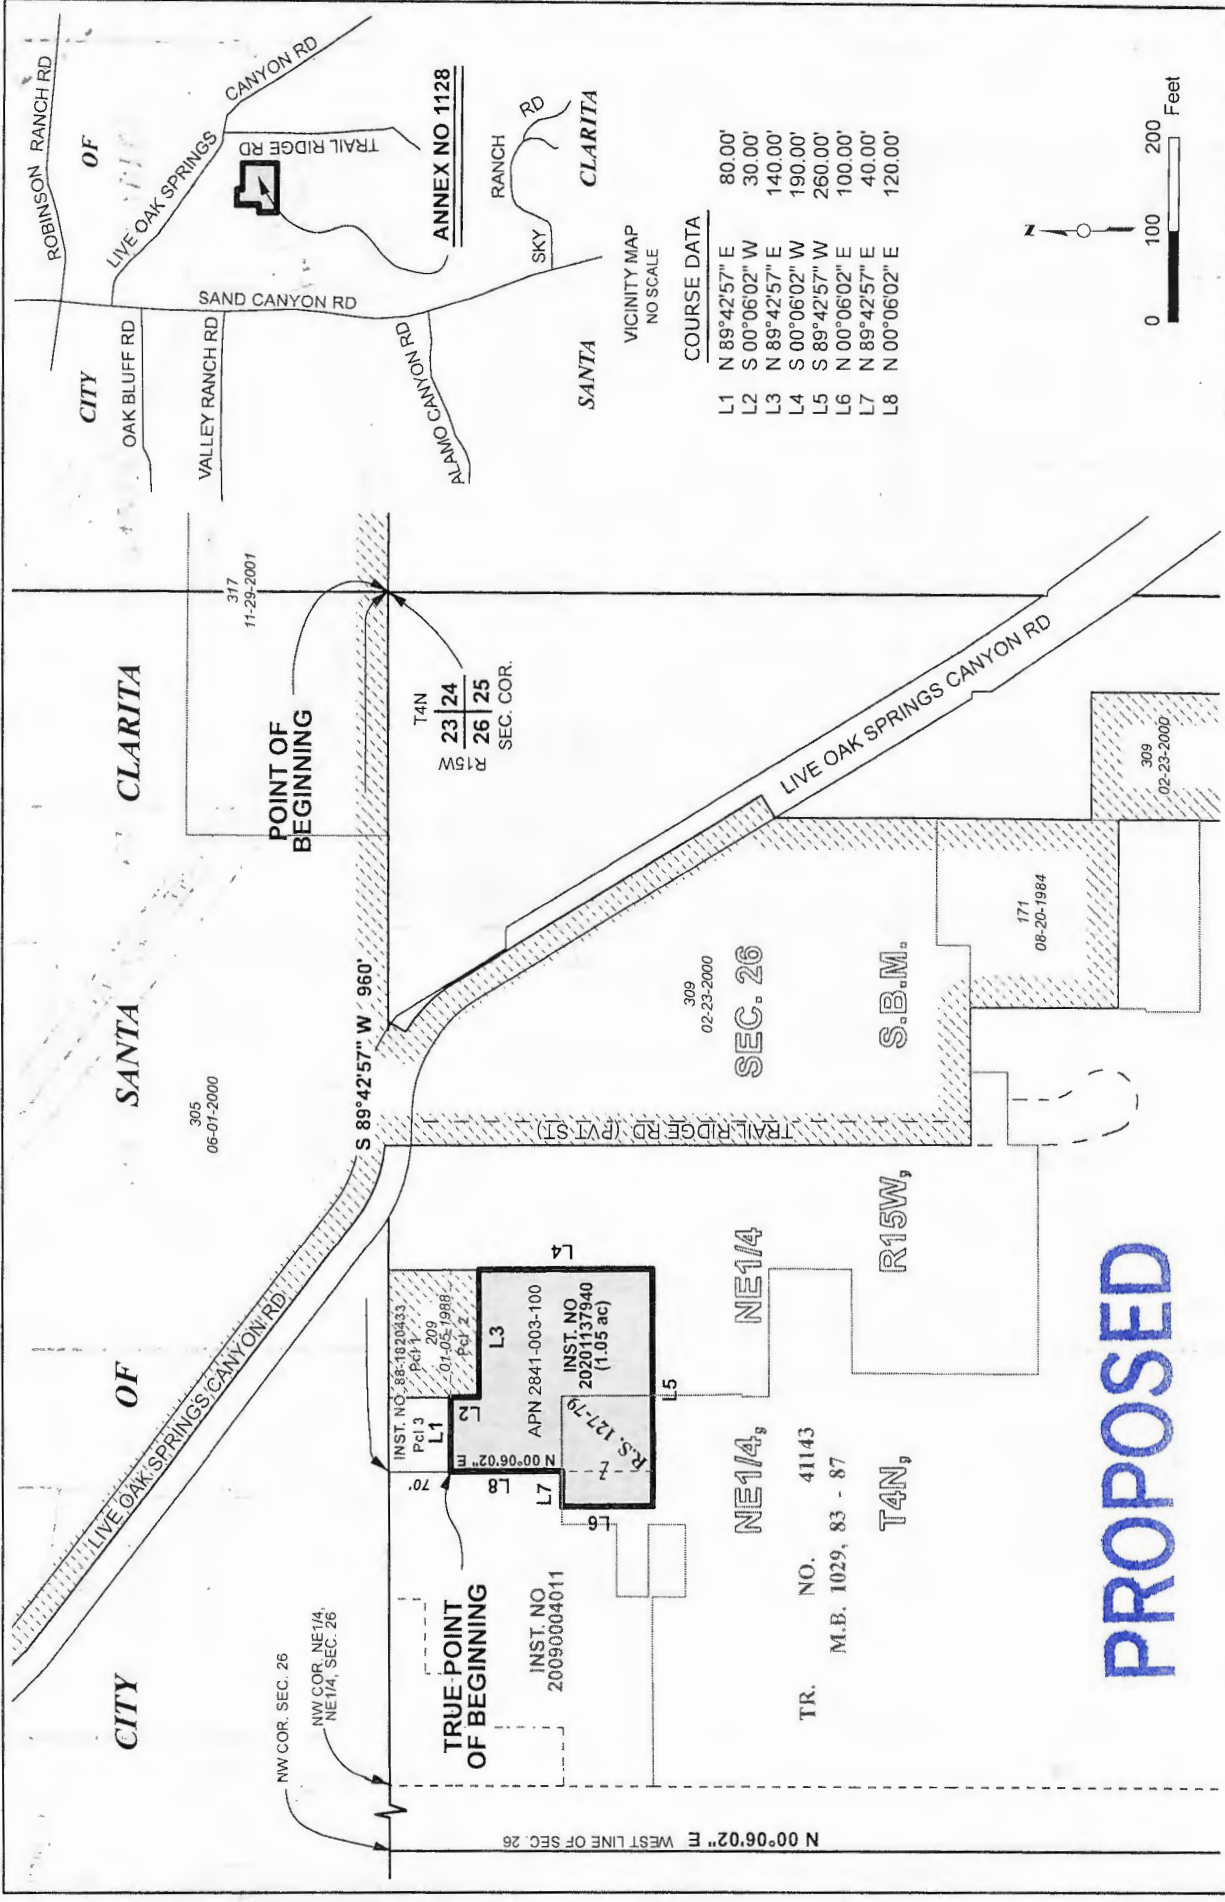 CITY OF SANTA CLARITA
305
06-01-2000
317
11-29-2001
NW COR. SEC. 26
NW COR. NE1/4,
NE1/4, SEC. 26
LIVE OAK SPRINGS CANYON RD
S 89°42'57" W 960'
POINT OF
BEGINNING
T4N
R15W
23 24
26 25
SEC. COR.
TRUE POINT
OF BEGINNING
70'
INST. NO. 88-1820433
Pcl 3
Pcl 1
209
01-05-1988
Pcl 2
L1
L2
L3
L4
L5
L6
L7
L8
N 00°06'02" E
APN 2841-003-100
INST. NO
20201137940
(1.05 ac)
R.S. 127-79
INST. NO
20090004011
TRAIL RIDGE RD (PVT ST)
LIVE OAK SPRINGS CANYON RD
309
02-23-2000
SEC. 26
171
08-20-1984
309
02-23-2000
NE1/4, NE1/4
TR. NO. 41143
M.B. 1029, 83 - 87
T4N, R15W, S.B.M.
N 00°06'02" E WEST LINE OF SEC. 26
PROPOSED
ROBINSON RANCH RD
CITY OF
OAK BLUFF RD
LIVE OAK SPRINGS CANYON RD
VALLEY RANCH RD
SAND CANYON RD
TRAIL RIDGE RD
ALAMO CANYON RD
ANNEX NO 1128
SKY RANCH RD
SANTA CLARITA
VICINITY MAP
NO SCALE
COURSE DATA
L1 N 89°42'57" E 80.00'
L2 S 00°06'02" W 30.00'
L3 N 89°42'57" E 140.00'
L4 S 00°06'02" W 190.00'
L5 S 89°42'57" W 260.00'
L6 N 00°06'02" E 100.00'
L7 N 89°42'57" E 40.00'
L8 N 00°06'02" E 120.00'
N
0 100 200
Feet